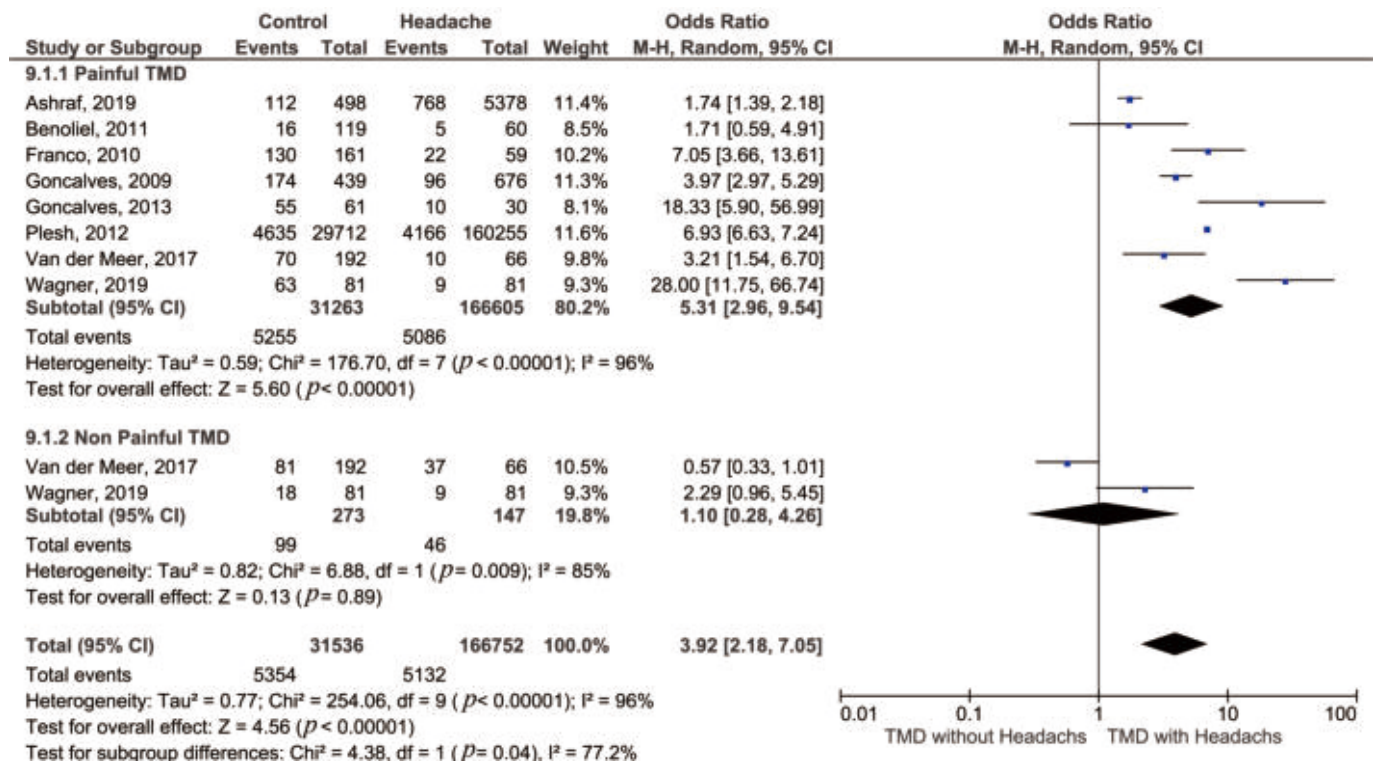 Control Headache Odds Ratio Odds Ratio
Study or Subgroup Events Total Events Total Weight M-H, Random, 95% CI M-H, Random, 95% CI
9.1.1 Painful TMD
Ashraf, 2019 112 498 768 5378 11.4% 1.74 [1.39, 2.18]
Benoliel, 2011 16 119 5 60 8.5% 1.71 [0.59, 4.91]
Franco, 2010 130 161 22 59 10.2% 7.05 [3.66, 13.61]
Goncalves, 2009 174 439 96 676 11.3% 3.97 [2.97, 5.29]
Goncalves, 2013 55 61 10 30 8.1% 18.33 [5.90, 56.99]
Plesh, 2012 4635 29712 4166 160255 11.6% 6.93 [6.63, 7.24]
Van der Meer, 2017 70 192 10 66 9.8% 3.21 [1.54, 6.70]
Wagner, 2019 63 81 9 81 9.3% 28.00 [11.75, 66.74]
Subtotal (95% CI) 31263 166605 80.2% 5.31 [2.96, 9.54]
Total events 5255 5086
Heterogeneity: Tau² = 0.59; Chi² = 176.70, df = 7 (p < 0.00001); I² = 96%
Test for overall effect: Z = 5.60 (p< 0.00001)
9.1.2 Non Painful TMD
Van der Meer, 2017 81 192 37 66 10.5% 0.57 [0.33, 1.01]
Wagner, 2019 18 81 9 81 9.3% 2.29 [0.96, 5.45]
Subtotal (95% CI) 273 147 19.8% 1.10 [0.28, 4.26]
Total events 99 46
Heterogeneity: Tau² = 0.82; Chi² = 6.88, df = 1 (p= 0.009); I² = 85%
Test for overall effect: Z = 0.13 (p= 0.89)
Total (95% CI) 31536 166752 100.0% 3.92 [2.18, 7.05]
Total events 5354 5132
Heterogeneity: Tau² = 0.77; Chi² = 254.06, df = 9 (p< 0.00001); I² = 96%
Test for overall effect: Z = 4.56 (p< 0.00001)
Test for subgroup differences: Chi² = 4.38, df = 1 (p= 0.04), I² = 77.2%
0.01 0.1 1 10 100
TMD without Headachs TMD with Headachs